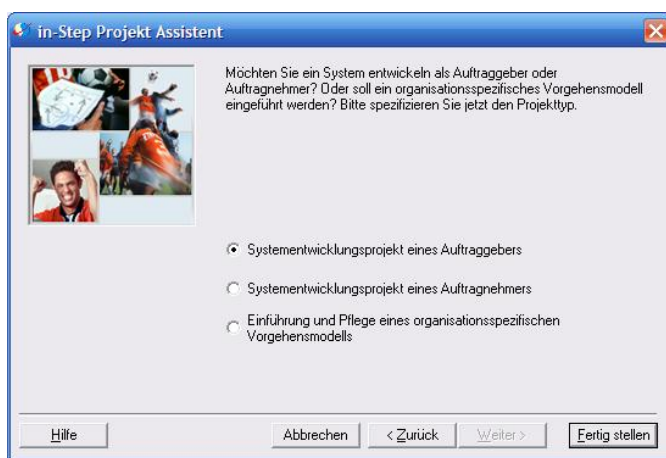 in-Step Projekt Assistent
Möchten Sie ein System entwickeln als Auftraggeber oder
Auftragnehmer? Oder soll ein organisationsspezifisches Vorgehensmodell
eingeführt werden? Bitte spezifizieren Sie jetzt den Projekttyp.
Systementwicklungsprojekt eines Auftraggebers
Systementwicklungsprojekt eines Auftragnehmers
Einführung und Pflege eines organisationsspezifischen
Vorgehensmodells
Hilfe
Abbrechen
< Zurück
Weiter >
Fertig stellen